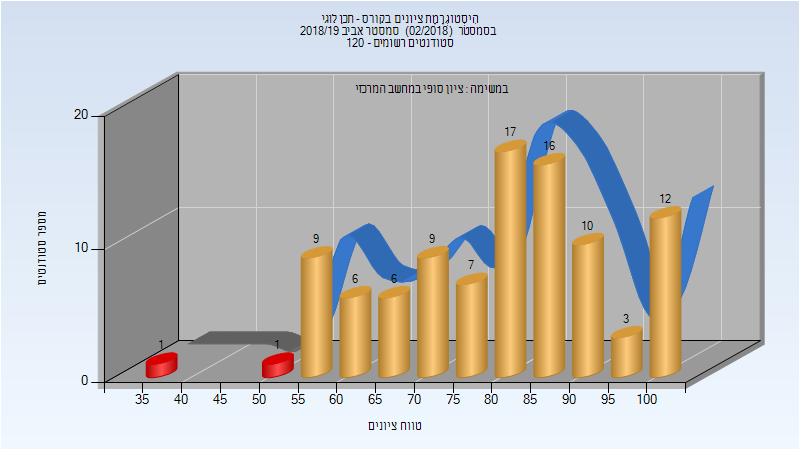 היסטוגרמת ציונים בקורס - תכן לוגי
בסמסטר (02/2018) סמסטר אביב 2018/19
סטודנטים רשומים - 120
במשימה : ציון סופי במחשב המרכזי
מספר סטודנטים
20
10
0
1
1
9
6
6
9
7
17
16
10
3
12
35 40 45 50 55 60 65 70 75 80 85 90 95 100
טווח ציונים